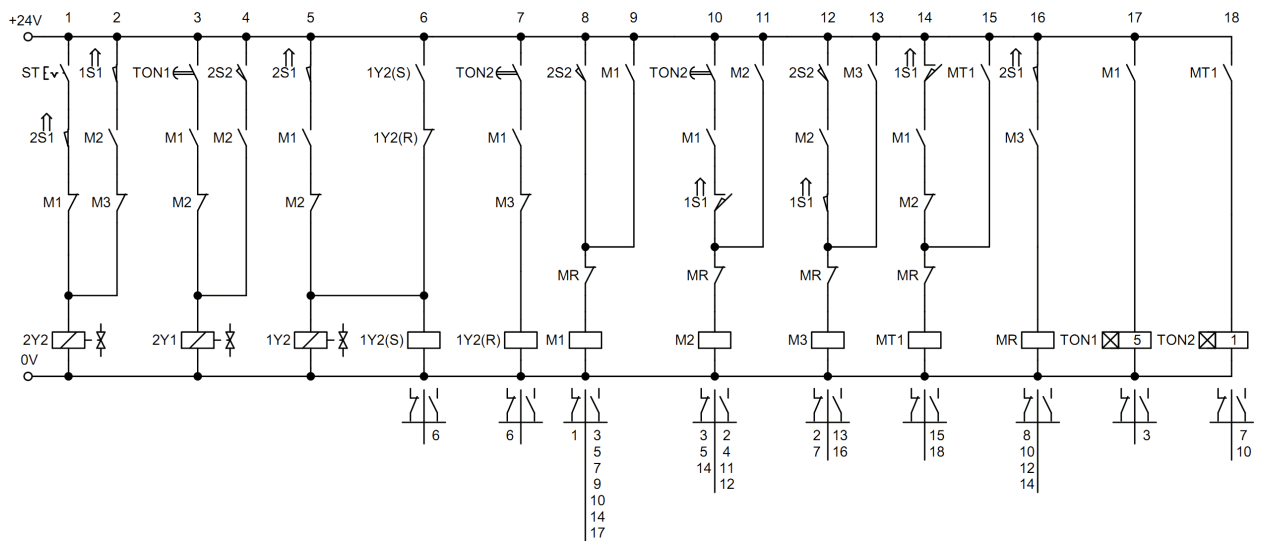 1 2 3 4 5 6 7 8 9 10 11 12 13 14 15 16 17 18
+24V
ST 1S1 TON1 2S2 2S1 1Y2(S) TON2 2S2 M1 TON2 M2 2S2 M3 1S1 MT1 2S1 M1 MT1
2S1 M2 M1 M2 M1 1Y2(R) M1 M1 M2 M1 M3
M1 M3 M2 M2 M3 1S1 1S1 M2
MR MR MR MR
2Y2 2Y1 1Y2 1Y2(S) 1Y2(R) M1 M2 M3 MT1 MR TON1 5 TON2 1
0V
6 6 1 3 3 2 2 13 15 8 3 7
5 5 4 7 16 18 10 10
7 14 11 12
9 12 14
10
14
17